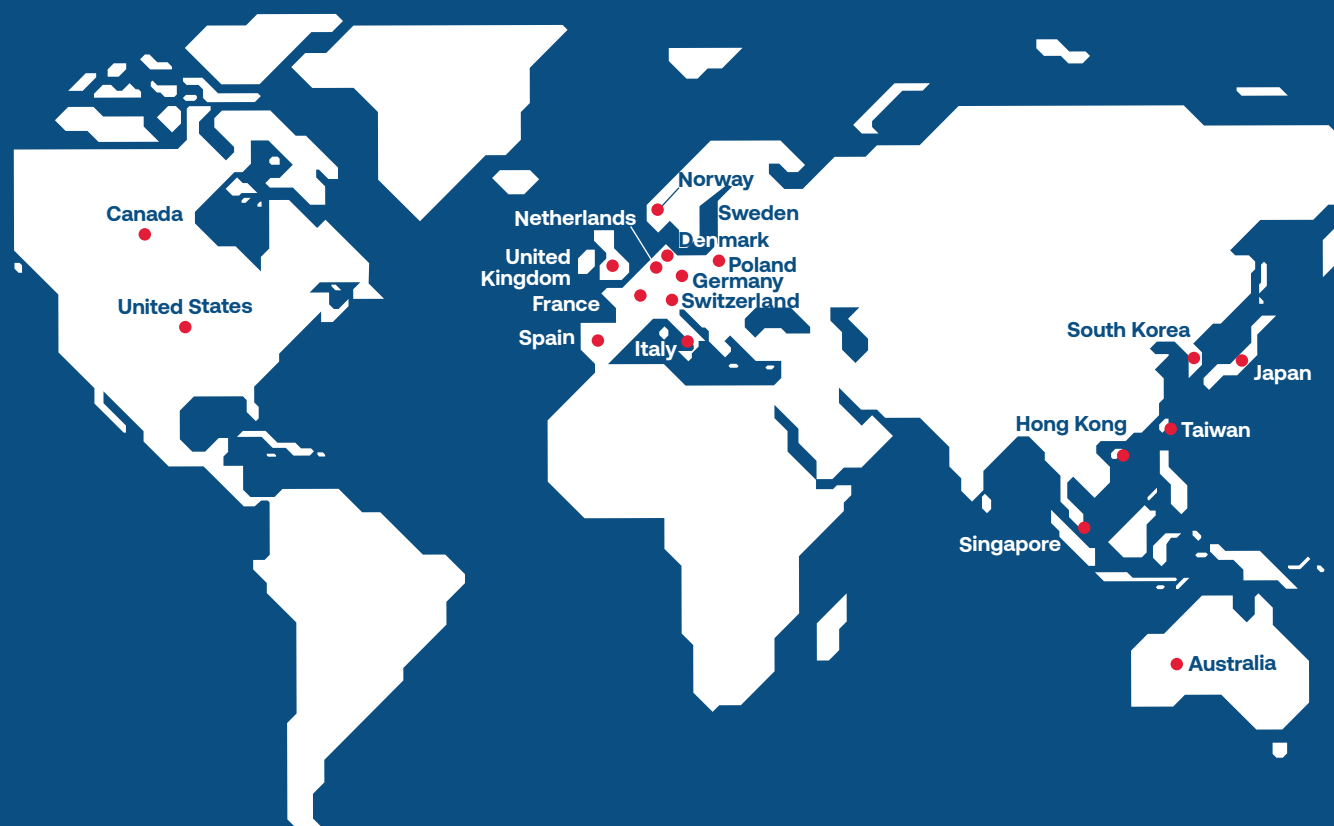 Norway
Canada
Sweden
Netherlands
Denmark
United
Kingdom
Poland
Germany
France
Switzerland
United States
Spain
Italy
South Korea
Japan
Hong Kong
Taiwan
Singapore
Australia